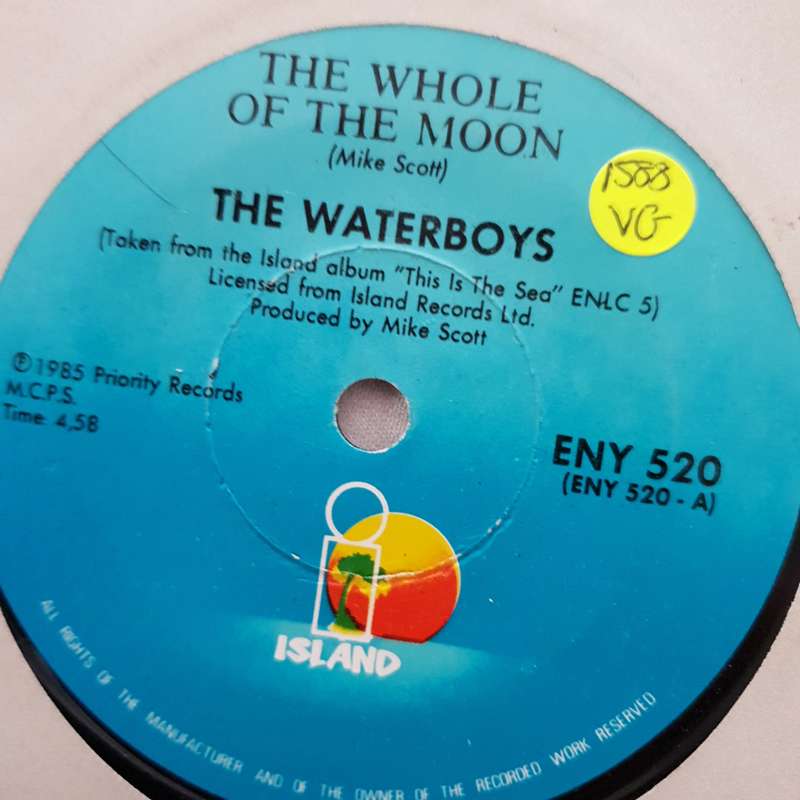 THE WHOLE
OF THE MOON
(Mike Scott)
THE WATERBOYS
(Taken from the Island album "This Is The Sea" ENLC 5)
Licensed from Island Records Ltd.
Produced by Mike Scott
1588
VG
℗1985 Priority Records
M.C.P.S.
Time: 4,58
ENY 520
(ENY 520 - A)
ISLAND
ALL RIGHTS OF THE MANUFACTURER AND OF THE OWNER OF THE RECORDED WORK RESERVED